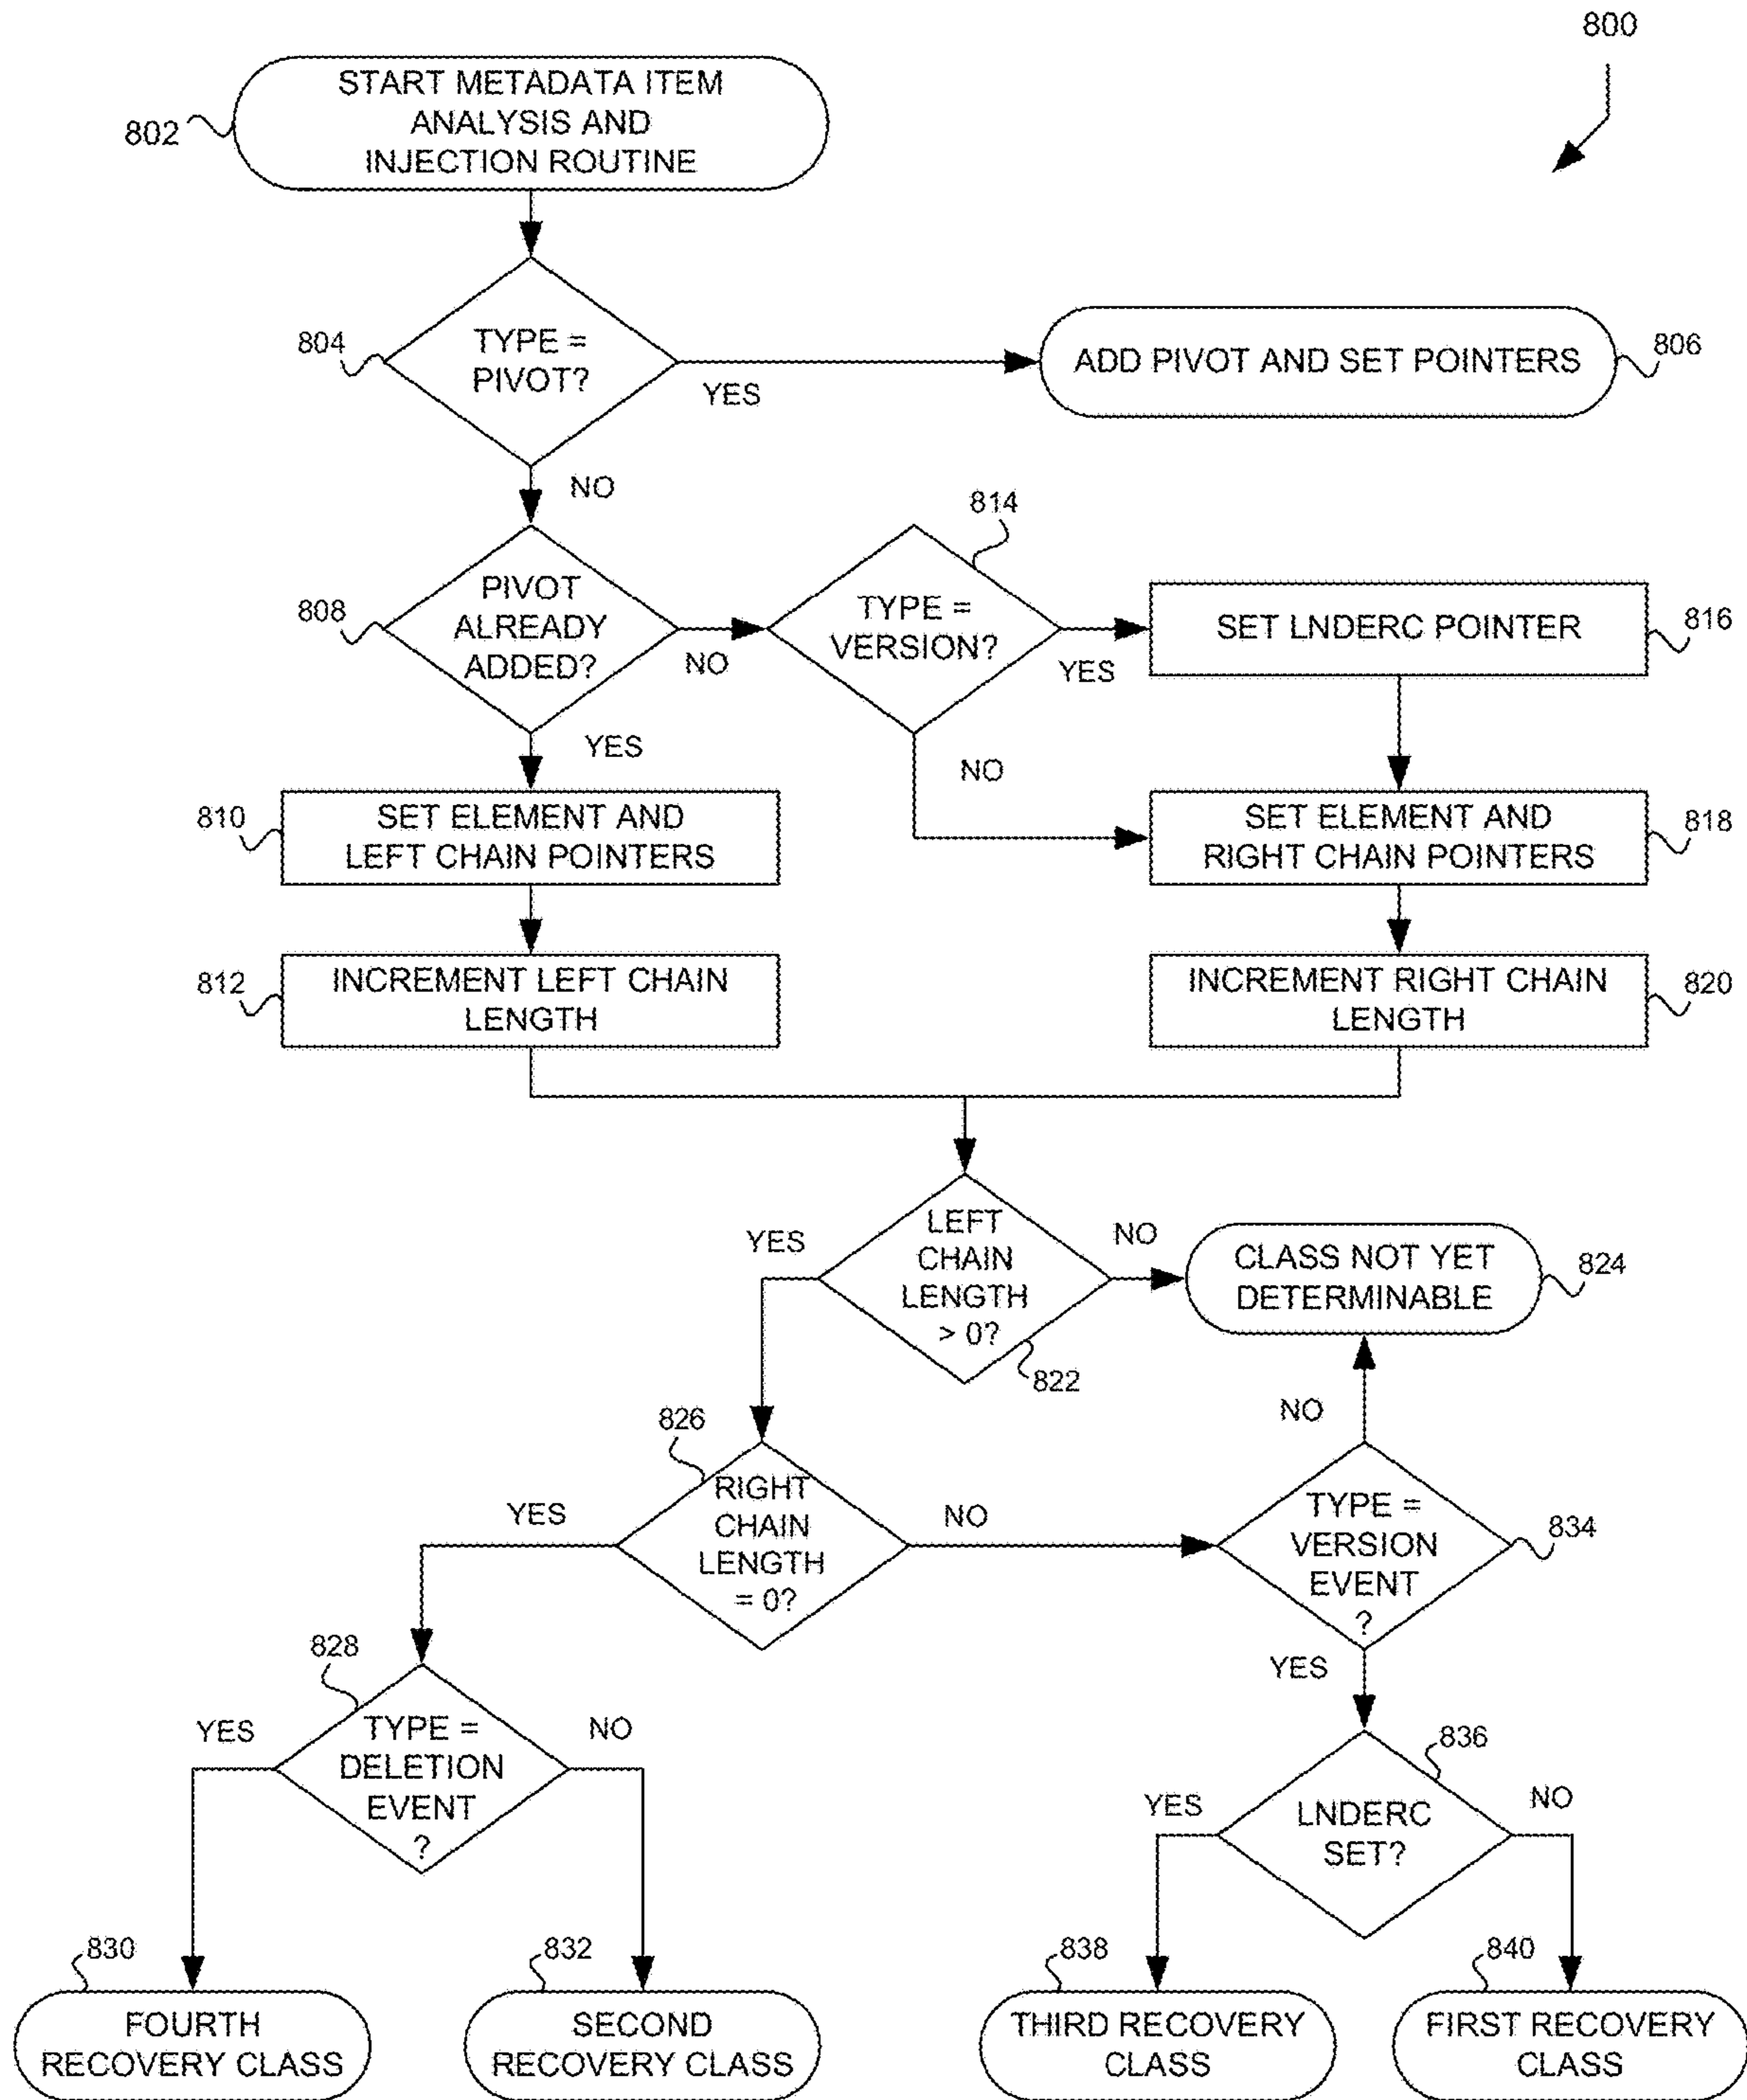 800
START METADATA ITEM
ANALYSIS AND
INJECTION ROUTINE
802
TYPE =
PIVOT?
804
YES
ADD PIVOT AND SET POINTERS
806
NO
PIVOT
ALREADY
ADDED?
808
NO
YES
TYPE =
VERSION?
814
YES
NO
SET LNDERC POINTER
816
SET ELEMENT AND
LEFT CHAIN POINTERS
810
SET ELEMENT AND
RIGHT CHAIN POINTERS
818
INCREMENT LEFT CHAIN
LENGTH
812
INCREMENT RIGHT CHAIN
LENGTH
820
LEFT
CHAIN
LENGTH
> 0?
822
YES
NO
CLASS NOT YET
DETERMINABLE
824
826
RIGHT
CHAIN
LENGTH
= 0?
YES
NO
TYPE =
VERSION
EVENT
?
834
NO
YES
828
TYPE =
DELETION
EVENT
?
YES
NO
836
LNDERC
SET?
YES
NO
830
FOURTH
RECOVERY CLASS
832
SECOND
RECOVERY CLASS
838
THIRD RECOVERY
CLASS
840
FIRST RECOVERY
CLASS